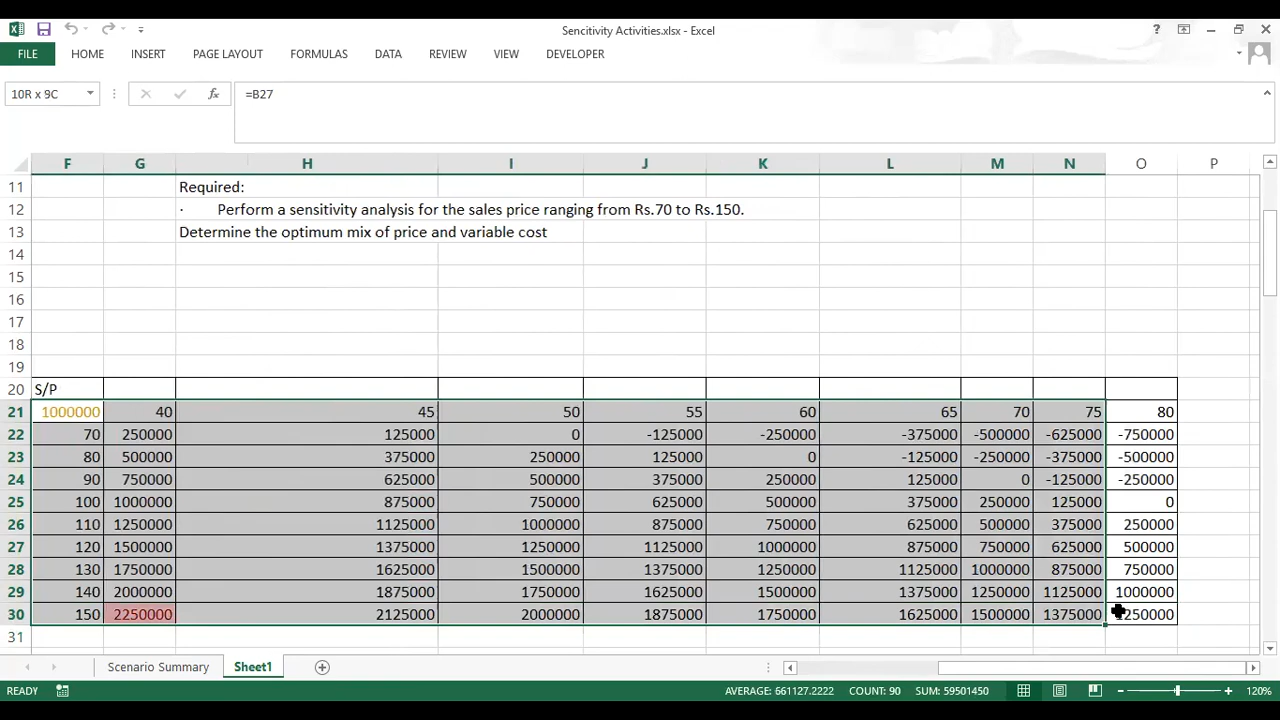 Sencitivity Activities.xlsx - Excel
FILE HOME INSERT PAGE LAYOUT FORMULAS DATA REVIEW VIEW DEVELOPER
10R x 9C fx =B27
F G H I J K L M N O P
11 Required:
12 · Perform a sensitivity analysis for the sales price ranging from Rs.70 to Rs.150.
13 Determine the optimum mix of price and variable cost
14
15
16
17
18
19
20 S/P
21 1000000 40 45 50 55 60 65 70 75 80
22 70 250000 125000 0 -125000 -250000 -375000 -500000 -625000 -750000
23 80 500000 375000 250000 125000 0 -125000 -250000 -375000 -500000
24 90 750000 625000 500000 375000 250000 125000 0 -125000 -250000
25 100 1000000 875000 750000 625000 500000 375000 250000 125000 0
26 110 1250000 1125000 1000000 875000 750000 625000 500000 375000 250000
27 120 1500000 1375000 1250000 1125000 1000000 875000 750000 625000 500000
28 130 1750000 1625000 1500000 1375000 1250000 1125000 1000000 875000 750000
29 140 2000000 1875000 1750000 1625000 1500000 1375000 1250000 1125000 1000000
30 150 2250000 2125000 2000000 1875000 1750000 1625000 1500000 1375000 1250000
31
Scenario Summary Sheet1
READY AVERAGE: 661127.2222 COUNT: 90 SUM: 59501450 120%